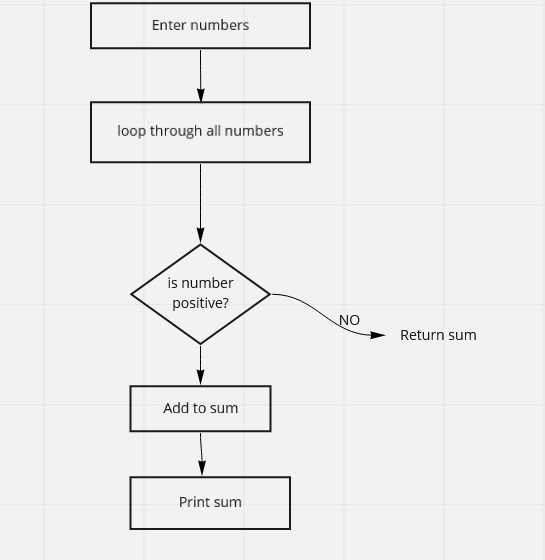 Enter numbers
loop through all numbers
is number
positive?
NO
Return sum
Add to sum
Print sum